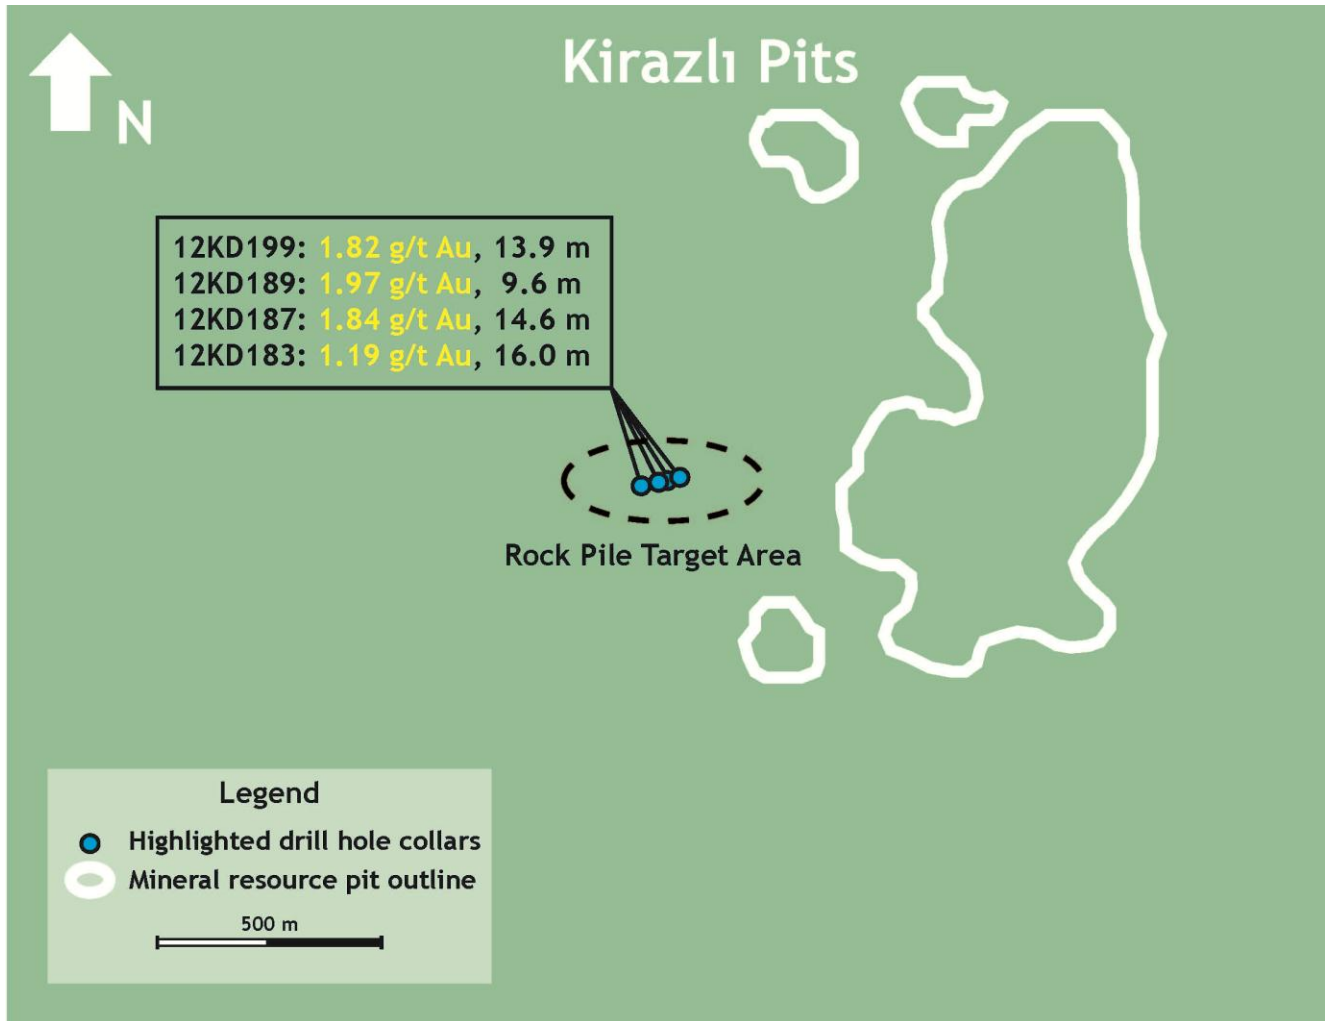 Kirazlı Pits
N
12KD199: 1.82 g/t Au, 13.9 m
12KD189: 1.97 g/t Au, 9.6 m
12KD187: 1.84 g/t Au, 14.6 m
12KD183: 1.19 g/t Au, 16.0 m
Rock Pile Target Area
Legend
Highlighted drill hole collars
Mineral resource pit outline
500 m